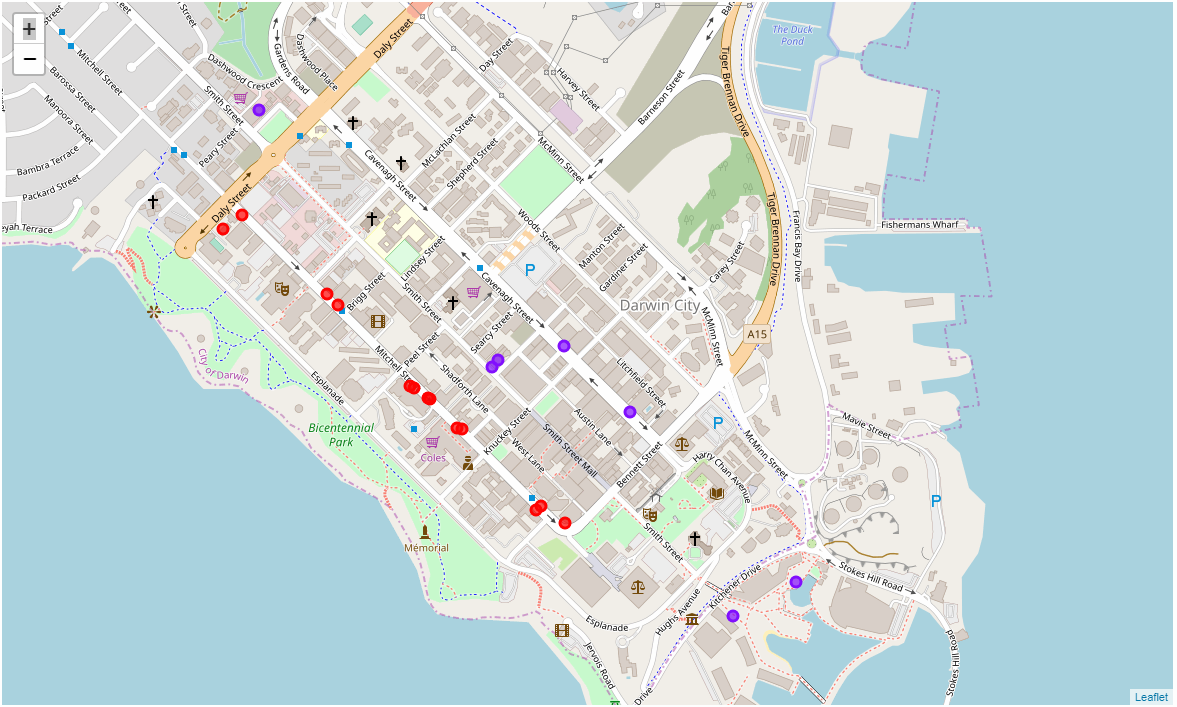 +
−
The Duck
Pond
Daly Street
Day Street
Gardens Road
Dashwood Place
Mitchell Street
Dashwood Crescent
Harvey Street
Barossa Street
Barneson Street
Tiger Brennan Drive
Smith Street
Manoora Street
Peary Street
McLachlan Street
McMinn Street
Cavenagh Street
Shepherd Street
Bambra Terrace
Packard Street
Daly Street
Tiger Brennan Drive
Francis Bay Drive
Fishermans Wharf
eyah Terrace
Woods Street
Manton Street
Lindsey Street
Carey Street
Gardiner Street
P
Brigg Street
Smith Street
Cavenagh Street
Darwin City
McMinn Street
A15
Searcy Street
Peel Street
City of Darwin
Mitchell S
Esplanade
Shadforth Lane
Litchfield Street
Knuckey Street
Austin Lane
Bicentennial
Park
Coles
West Lane
Smith Street Mall
Bennett Street
P
Mavie Street
McMinn Street
Harry Chan Avenue
P
Memorial
Smith Street
Kitchener Drive
Stokes Hill Road
Hughs Avenue
Esplanade
Jervois Road
Drive
Stokes Hill Road
Leaflet